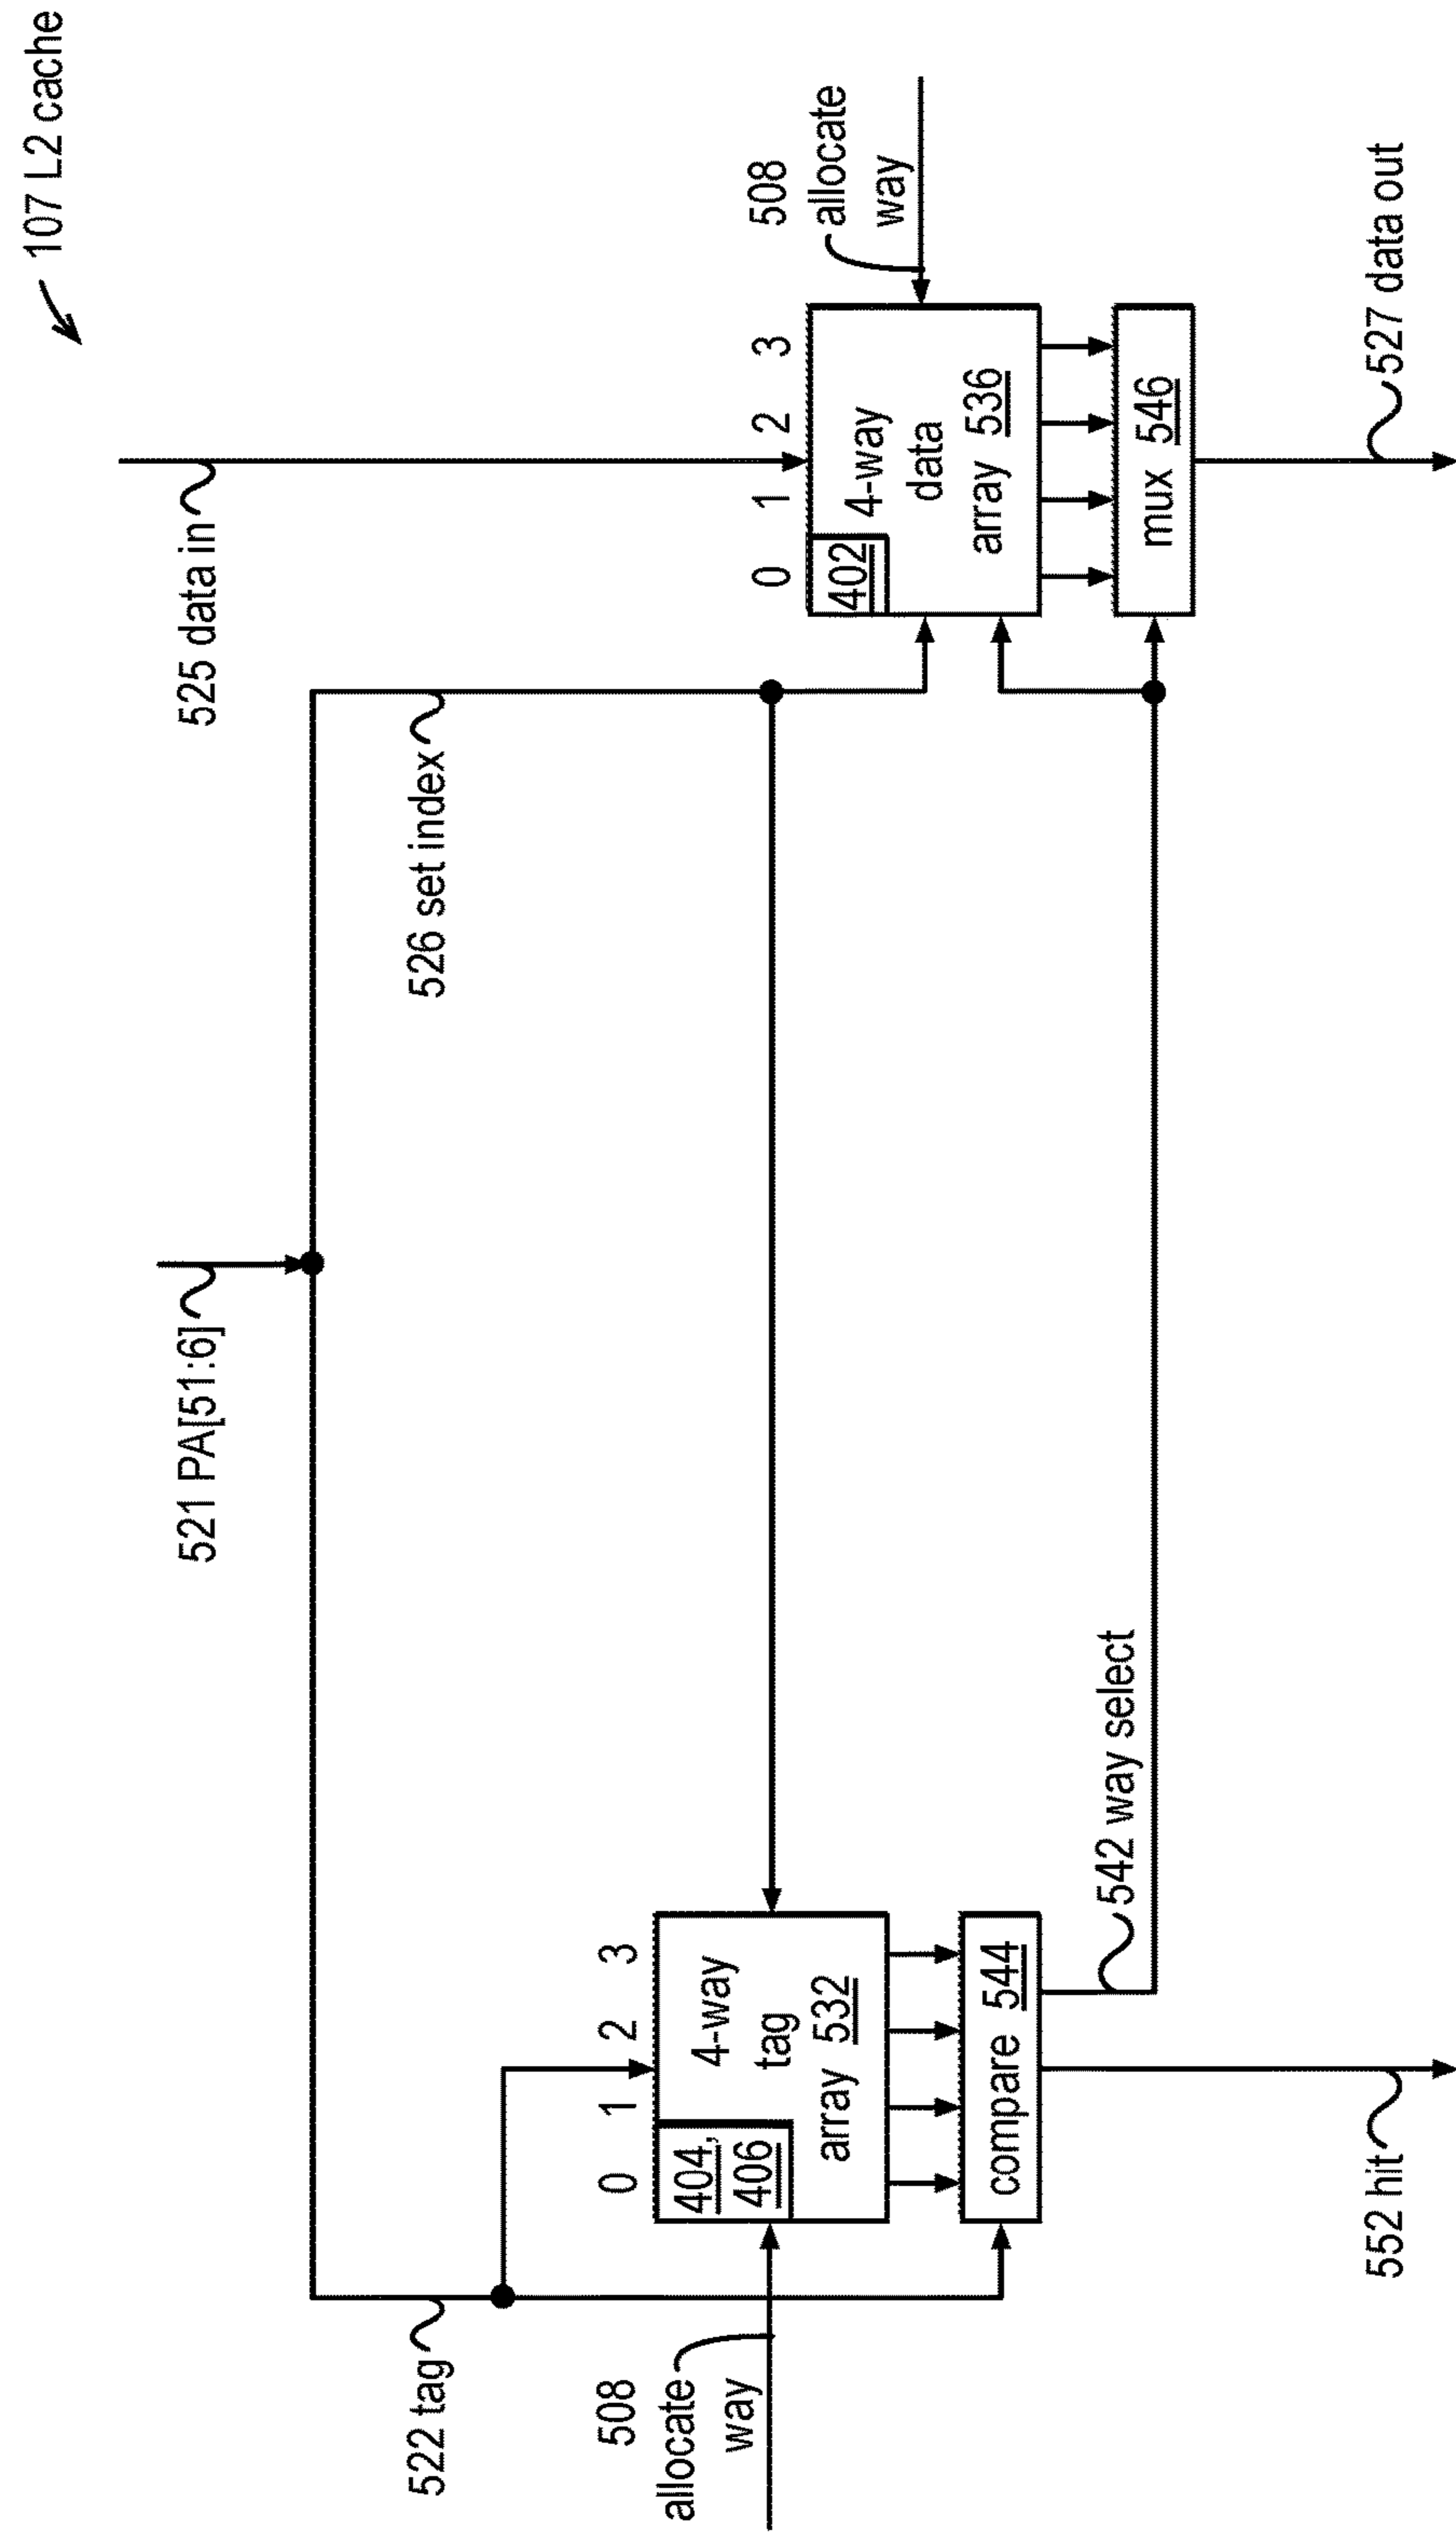 107 L2 cache
521 PA[51:6]
525 data in
522 tag
526 set index
508
allocate
way
0 1 2 3
404,
406
4-way
tag
array 532
0 1 2 3
402
4-way
data
array 536
508
allocate
way
compare 544
542 way select
mux 546
552 hit
527 data out